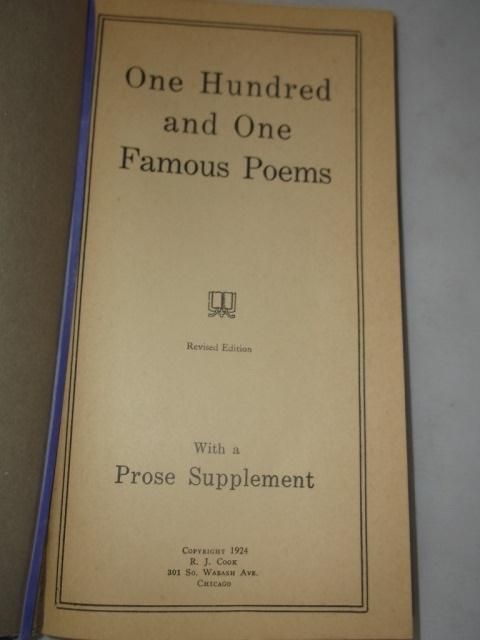 One Hundred
and One
Famous Poems
Revised Edition
With a
Prose Supplement
Copyright 1924
R. J. Cook
301 So. Wabash Ave.
Chicago